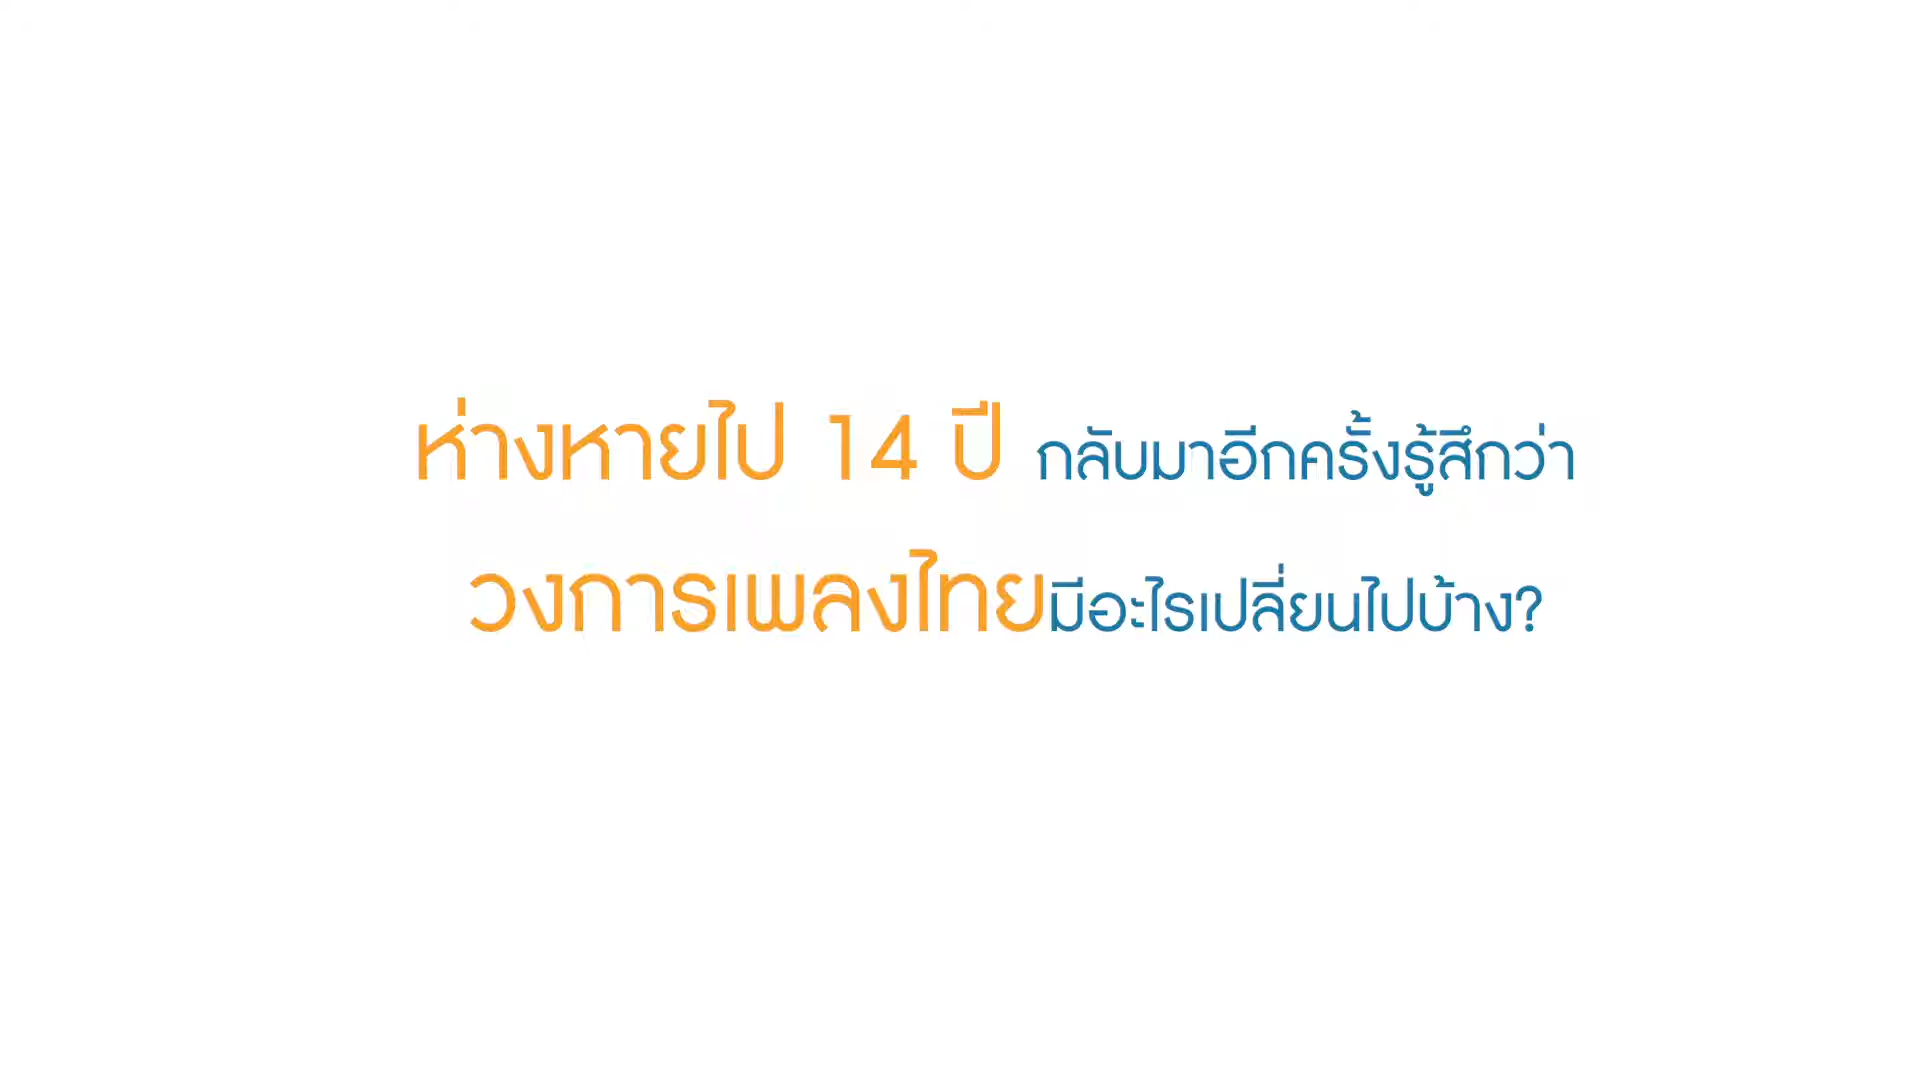 ห่างหายไป 14 ปี กลับมาอีกครั้งรู้สึกว่า
วงการเพลงไทยมีอะไรเปลี่ยนไปบ้าง?